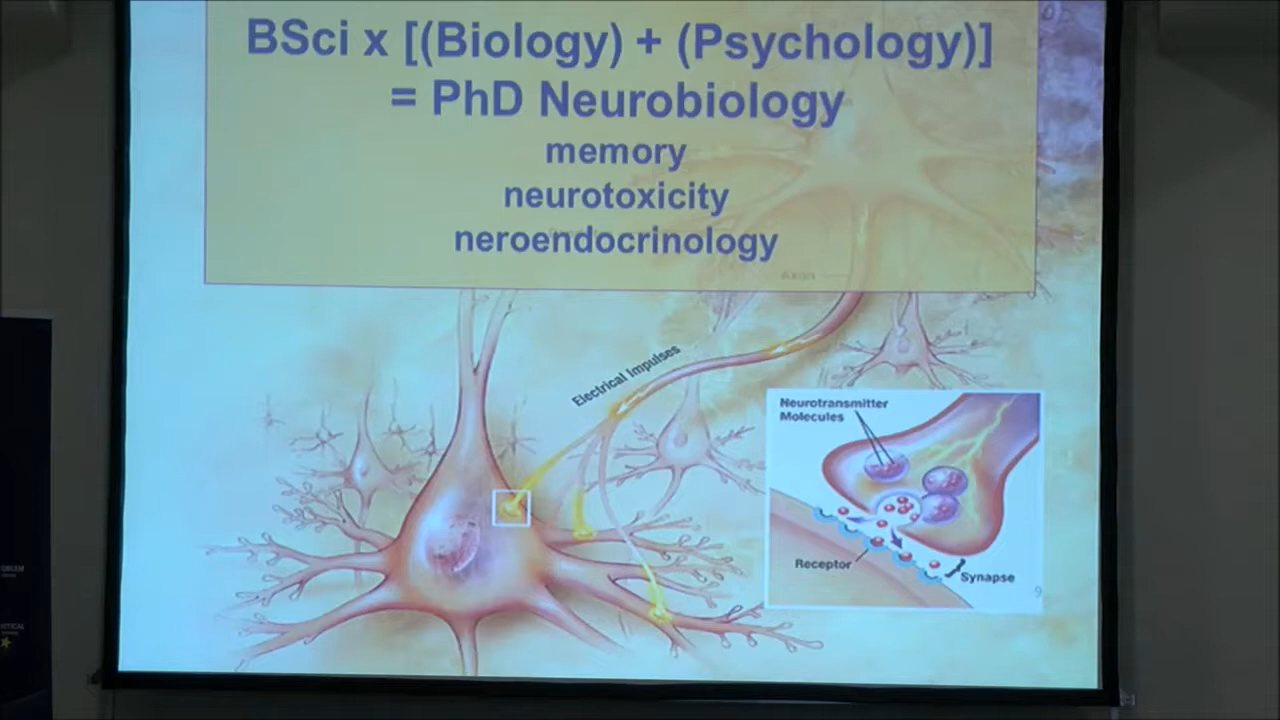 BSci x [(Biology) + (Psychology)]
= PhD Neurobiology
memory
neurotoxicity
neroendocrinology
Axon
Electrical Impulses
Neurotransmitter
Molecules
Receptor
Synapse
9